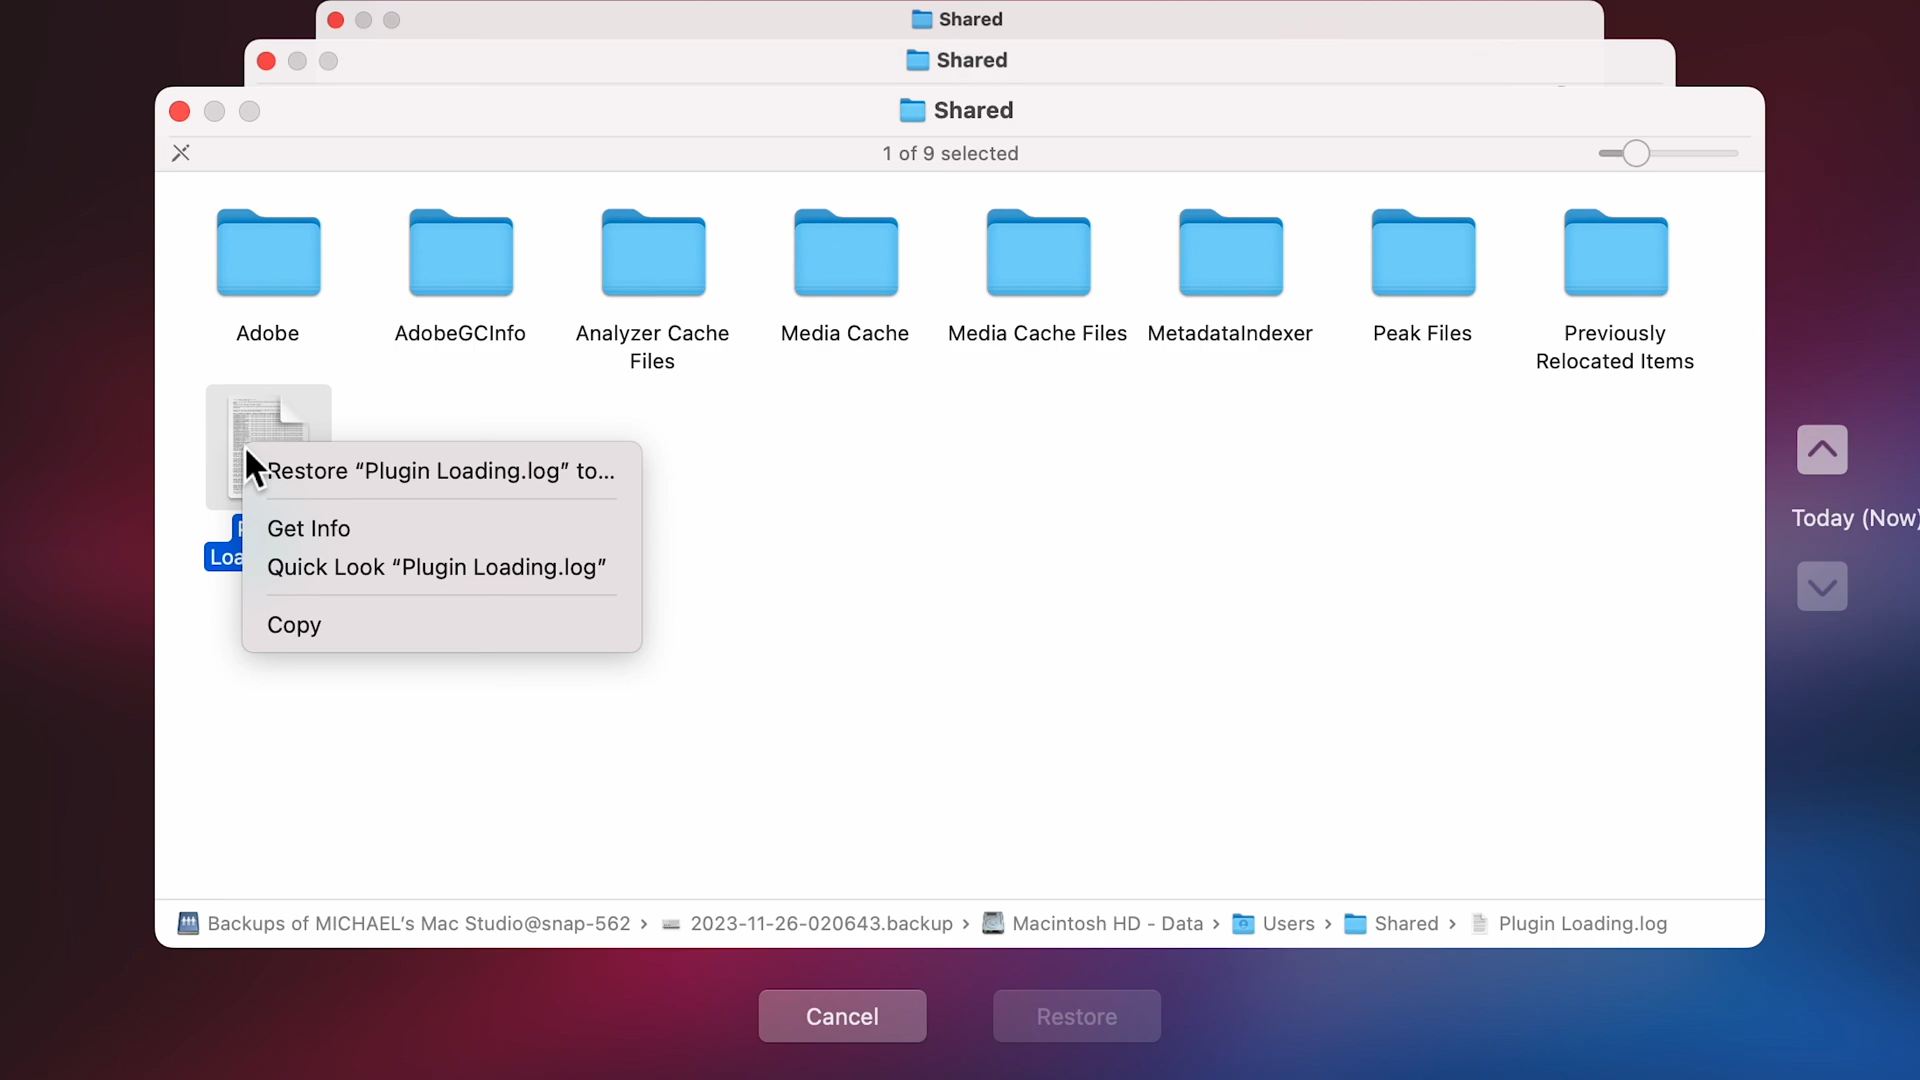 Shared
Shared
Shared
1 of 9 selected
Adobe
AdobeGCInfo
Analyzer Cache
Files
Media Cache
Media Cache Files
MetadataIndexer
Peak Files
Previously
Relocated Items
Restore “Plugin Loading.log” to...
Get Info
Loa
Quick Look “Plugin Loading.log”
Copy
Today (Now)
Backups of MICHAEL’s Mac Studio@snap-562 › 2023-11-26-020643.backup › Macintosh HD - Data › Users › Shared › Plugin Loading.log
Cancel
Restore